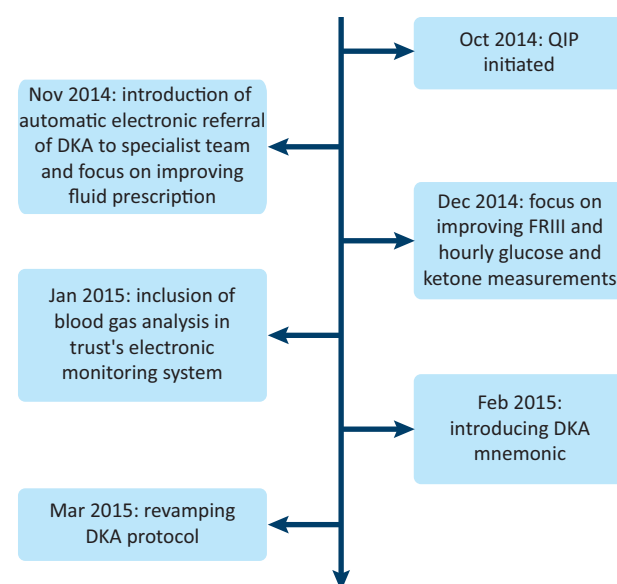 Oct 2014: QIP
initiated
Nov 2014: introduction of
automatic electronic referral
of DKA to specialist team
and focus on improving
fluid prescription
Dec 2014: focus on
improving FRIII and
hourly glucose and
ketone measurements
Jan 2015: inclusion of
blood gas analysis in
trust's electronic
monitoring system
Feb 2015:
introducing DKA
mnemonic
Mar 2015: revamping
DKA protocol